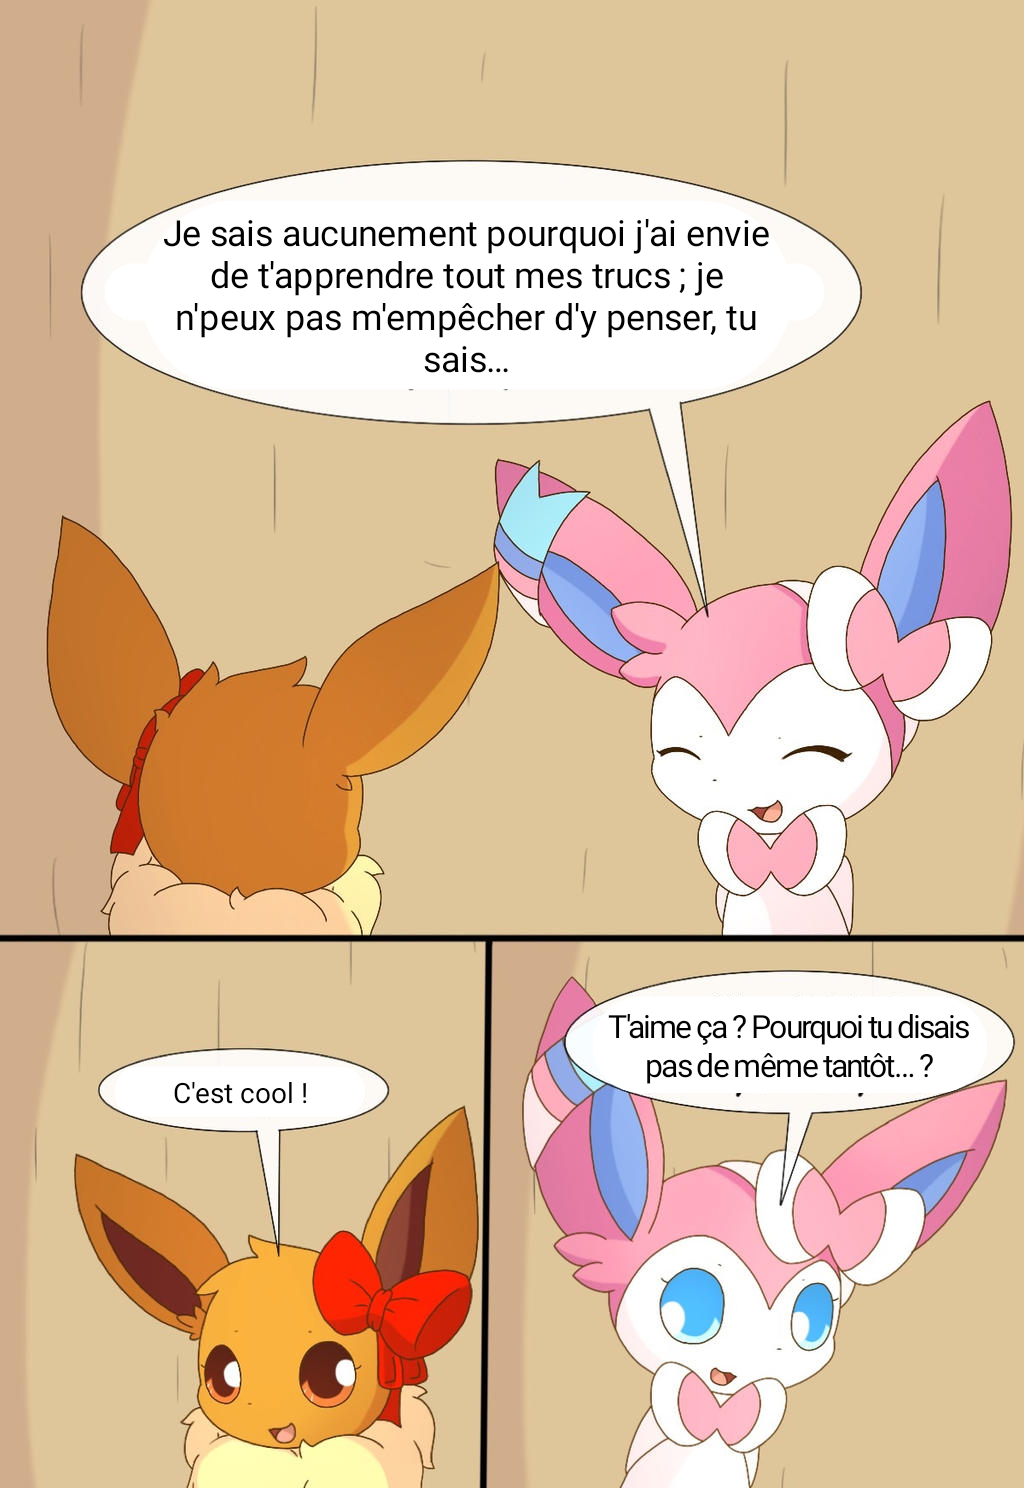 Je sais aucunement pourquoi j'ai envie
de t'apprendre tout mes trucs ; je
n'peux pas m'empêcher d'y penser, tu
sais...
C'est cool !
T'aime ça ? Pourquoi tu disais
pas de même tantôt... ?